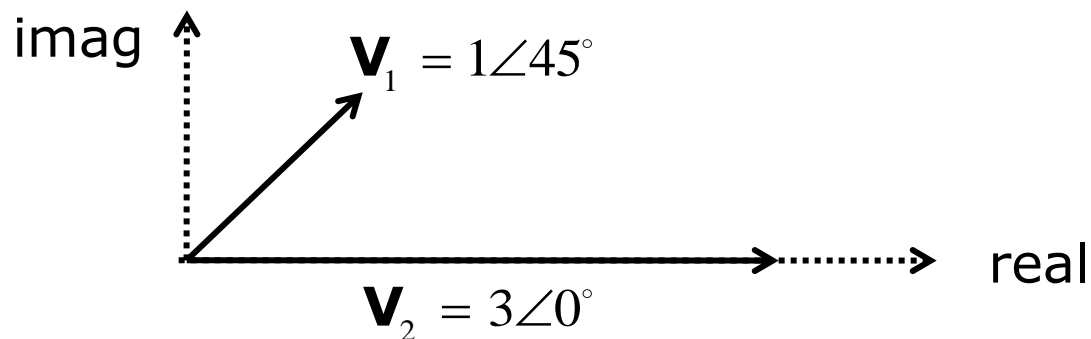 imag
V₁ = 1∠45°
real
V₂ = 3∠0°